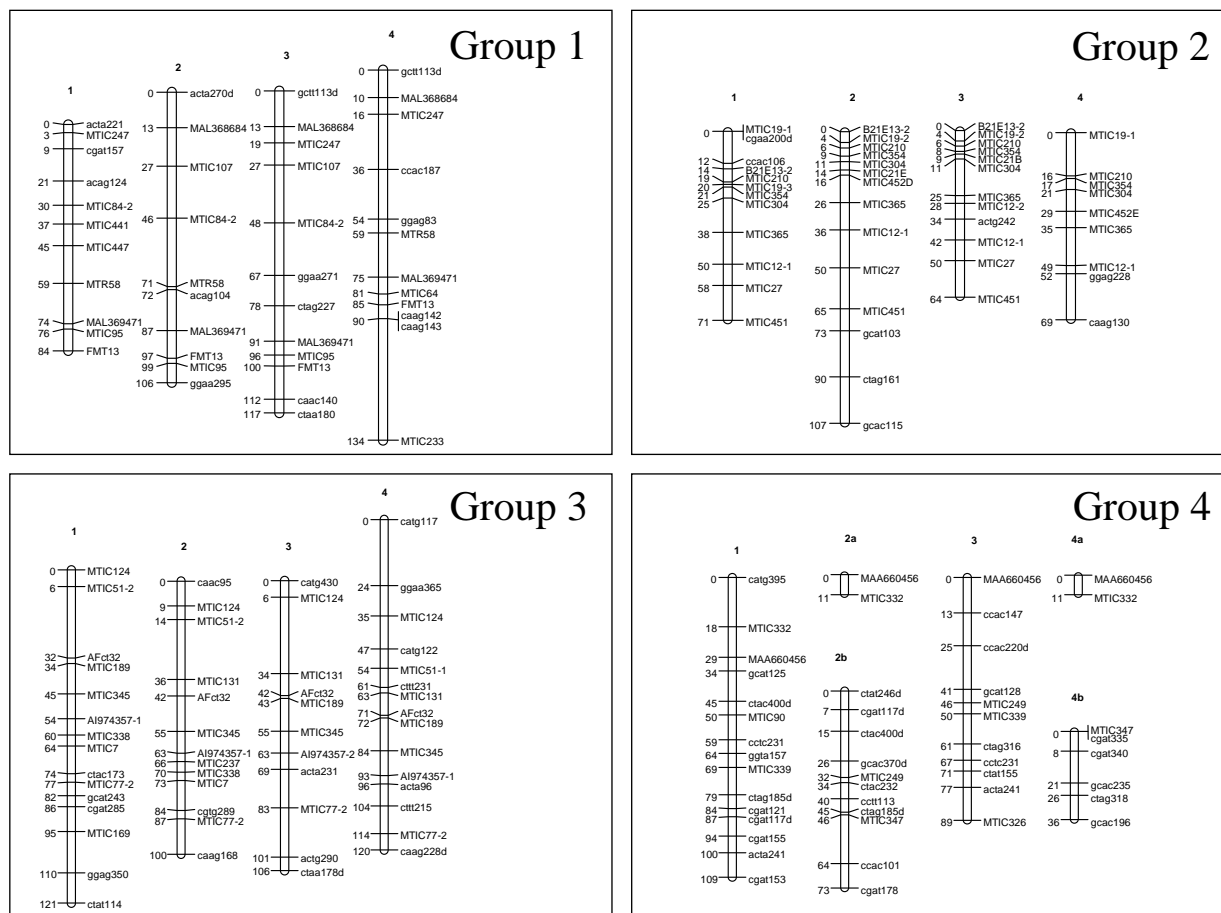 Group 1
1
0 acta221
3 MTIC247
9 cgat157
21 acag124
30 MTIC84-2
37 MTIC441
45 MTIC447
59 MTR58
74 MAL369471
76 MTIC95
84 FMT13
2
0 acta270d
13 MAL368684
27 MTIC107
46 MTIC84-2
71 MTR58
72 acag104
87 MAL369471
97 FMT13
99 MTIC95
106 ggaa295
3
0 gctt113d
13 MAL368684
19 MTIC247
27 MTIC107
48 MTIC84-2
67 ggaa271
78 ctag227
91 MAL369471
96 MTIC95
100 FMT13
112 caac140
117 ctaa180
4
0 gctt113d
10 MAL368684
16 MTIC247
36 ccac187
54 ggag83
59 MTR58
75 MAL369471
81 MTIC64
85 FMT13
90 caag142
caag143
134 MTIC233
Group 2
1
0 MTIC19-1
cgaa200d
12 ccac106
14 B21E13-2
19 MTIC210
20 MTIC19-3
21 MTIC354
25 MTIC304
38 MTIC365
50 MTIC12-1
58 MTIC27
71 MTIC451
2
0 B21E13-2
4 MTIC19-2
6 MTIC210
9 MTIC354
11 MTIC304
14 MTIC21E
16 MTIC452D
26 MTIC365
36 MTIC12-1
50 MTIC27
65 MTIC451
73 gcat103
90 ctag161
107 gcac115
3
0 B21E13-2
4 MTIC19-2
6 MTIC210
8 MTIC354
9 MTIC21B
11 MTIC304
25 MTIC365
28 MTIC12-2
34 actg242
42 MTIC12-1
50 MTIC27
64 MTIC451
4
0 MTIC19-1
16 MTIC210
17 MTIC354
21 MTIC304
29 MTIC452E
35 MTIC365
49 MTIC12-1
52 ggag228
69 caag130
Group 3
1
0 MTIC124
6 MTIC51-2
32 AFct32
34 MTIC189
45 MTIC345
54 AI974357-1
60 MTIC338
64 MTIC7
74 ctac173
77 MTIC77-2
82 gcat243
86 cgat285
95 MTIC169
110 ggag350
121 ctat114
2
0 caac95
9 MTIC124
14 MTIC51-2
36 MTIC131
42 AFct32
55 MTIC345
63 AI974357-1
66 MTIC237
70 MTIC338
73 MTIC7
84 cgtg289
87 MTIC77-2
100 caag168
3
0 catg430
6 MTIC124
34 MTIC131
42 AFct32
43 MTIC189
55 MTIC345
63 AI974357-2
69 acta231
83 MTIC77-2
101 actg290
106 ctaa178d
4
0 catg117
24 ggaa365
35 MTIC124
47 catg122
54 MTIC51-1
61 cttt231
63 MTIC131
71 AFct32
72 MTIC189
84 MTIC345
93 AI974357-1
96 acta96
104 cttt215
114 MTIC77-2
120 caag228d
Group 4
1
0 catg395
18 MTIC332
29 MAA660456
34 gcat125
45 ctac400d
50 MTIC90
59 cctc231
64 ggta157
69 MTIC339
79 ctag185d
84 cgat121
87 cgat117d
94 cgat155
100 acta241
109 cgat153
2a
0 MAA660456
11 MTIC332
2b
0 ctat246d
7 cgat117d
15 ctac400d
26 gcac370d
32 MTIC249
34 ctac232
40 cctt113
45 ctag185d
46 MTIC347
64 ccac101
73 cgat178
3
0 MAA660456
13 ccac147
25 ccac220d
41 gcat128
46 MTIC249
50 MTIC339
61 ctag316
67 cctc231
71 ctat155
77 acta241
89 MTIC326
4a
0 MAA660456
11 MTIC332
4b
0 MTIC347
cgat335
8 cgat340
21 gcac235
26 ctag318
36 gcac196